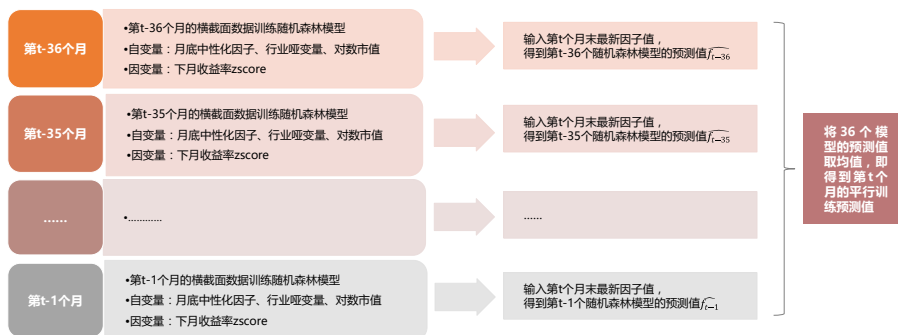 第t-36个月
•第t-36个月的横截面数据训练随机森林模型
•自变量：月底中性化因子、行业哑变量、对数市值
•因变量：下月收益率zscore
输入第t个月末最新因子值，
得到第t-36个随机森林模型的预测值f̂t−36
第t-35个月
•第t-35个月的横截面数据训练随机森林模型
•自变量：月底中性化因子、行业哑变量、对数市值
•因变量：下月收益率zscore
输入第t个月末最新因子值，
得到第t-35个随机森林模型的预测值f̂t−35
……
•…………
……
第t-1个月
•第t-1个月的横截面数据训练随机森林模型
•自变量：月底中性化因子、行业哑变量、对数市值
•因变量：下月收益率zscore
输入第t个月末最新因子值，
得到第t-1个随机森林模型的预测值f̂t−1
将36个模
型的预测值
取均值，即
得到第t个
月的平行训
练预测值